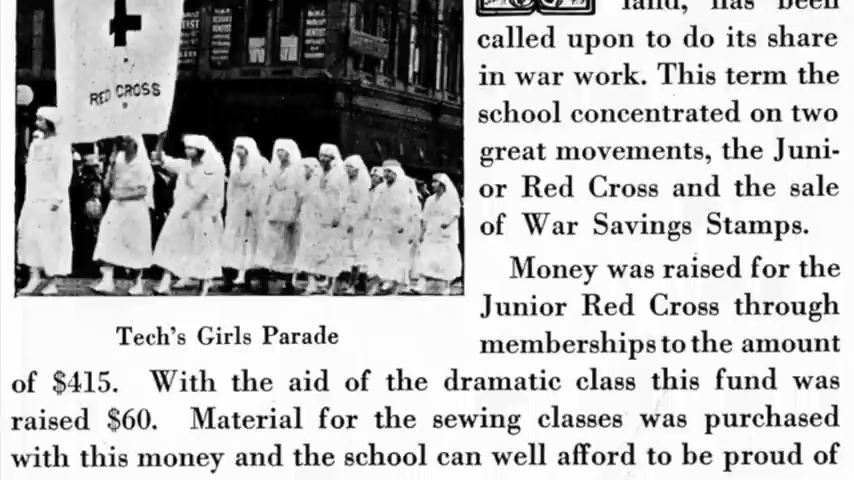 RED CROSS
land, has been
called upon to do its share
in war work. This term the
school concentrated on two
great movements, the Juni-
or Red Cross and the sale
of War Savings Stamps.
Money was raised for the
Junior Red Cross through
memberships to the amount
Tech's Girls Parade
of $415. With the aid of the dramatic class this fund was
raised $60. Material for the sewing classes was purchased
with this money and the school can well afford to be proud of